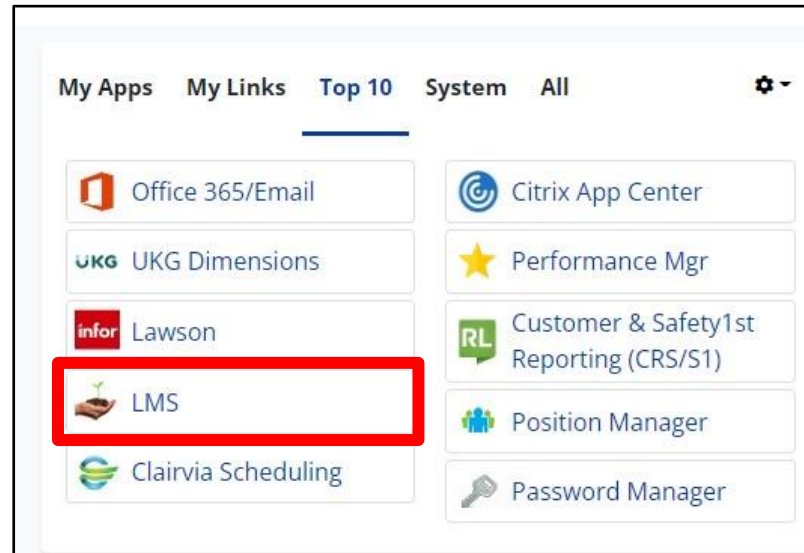 My Apps My Links Top 10 System All
Office 365/Email
UKG UKG Dimensions
infor Lawson
LMS
Clairvia Scheduling
Citrix App Center
Performance Mgr
RL Customer & Safety1st
Reporting (CRS/S1)
Position Manager
Password Manager